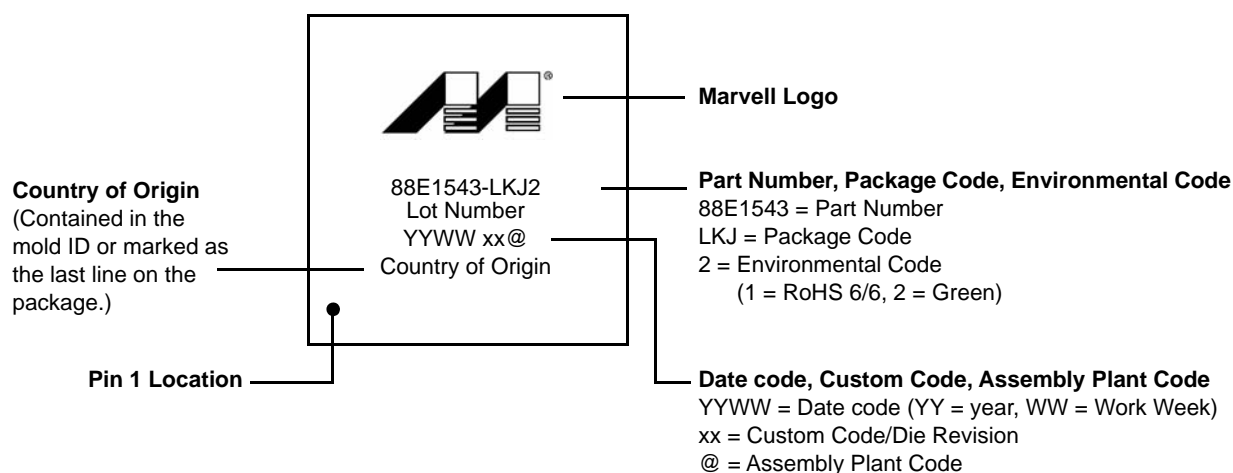 ®
Marvell Logo
Country of Origin
(Contained in the
mold ID or marked as
the last line on the
package.)
88E1543-LKJ2
Lot Number
YYWW xx@
Country of Origin
Part Number, Package Code, Environmental Code
88E1543 = Part Number
LKJ = Package Code
2 = Environmental Code
(1 = RoHS 6/6, 2 = Green)
Pin 1 Location
Date code, Custom Code, Assembly Plant Code
YYWW = Date code (YY = year, WW = Work Week)
xx = Custom Code/Die Revision
@ = Assembly Plant Code